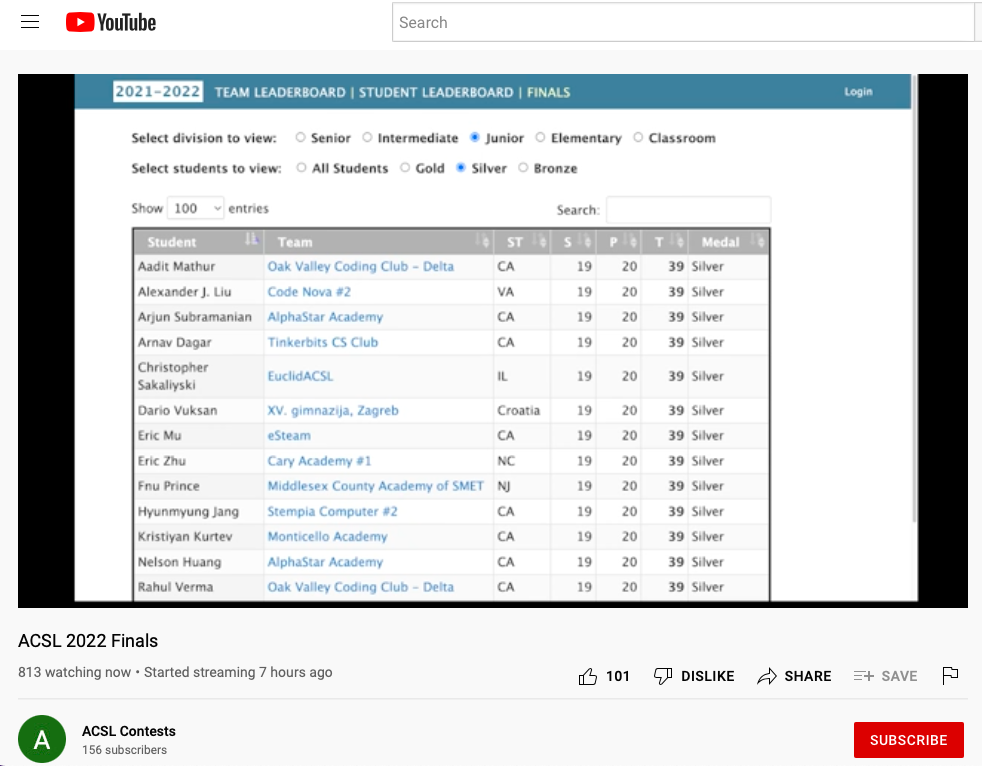 YouTube
Search
2021-2022 TEAM LEADERBOARD | STUDENT LEADERBOARD | FINALS Login
Select division to view: Senior Intermediate Junior Elementary Classroom
Select students to view: All Students Gold Silver Bronze
Show 100 entries Search:
Student Team ST S P T Medal
Aadit Mathur Oak Valley Coding Club - Delta CA 19 20 39 Silver
Alexander J. Liu Code Nova #2 VA 19 20 39 Silver
Arjun Subramanian AlphaStar Academy CA 19 20 39 Silver
Arnav Dagar Tinkerbits CS Club CA 19 20 39 Silver
Christopher
Sakaliyski EuclidACSL IL 19 20 39 Silver
Dario Vuksan XV. gimnazija, Zagreb Croatia 19 20 39 Silver
Eric Mu eSteam CA 19 20 39 Silver
Eric Zhu Cary Academy #1 NC 19 20 39 Silver
Fnu Prince Middlesex County Academy of SMET NJ 19 20 39 Silver
Hyunmyung Jang Stempia Computer #2 CA 19 20 39 Silver
Kristiyan Kurtev Monticello Academy CA 19 20 39 Silver
Nelson Huang AlphaStar Academy CA 19 20 39 Silver
Rahul Verma Oak Valley Coding Club - Delta CA 19 20 39 Silver
ACSL 2022 Finals
813 watching now • Started streaming 7 hours ago
101 DISLIKE SHARE SAVE
A
ACSL Contests
156 subscribers
SUBSCRIBE